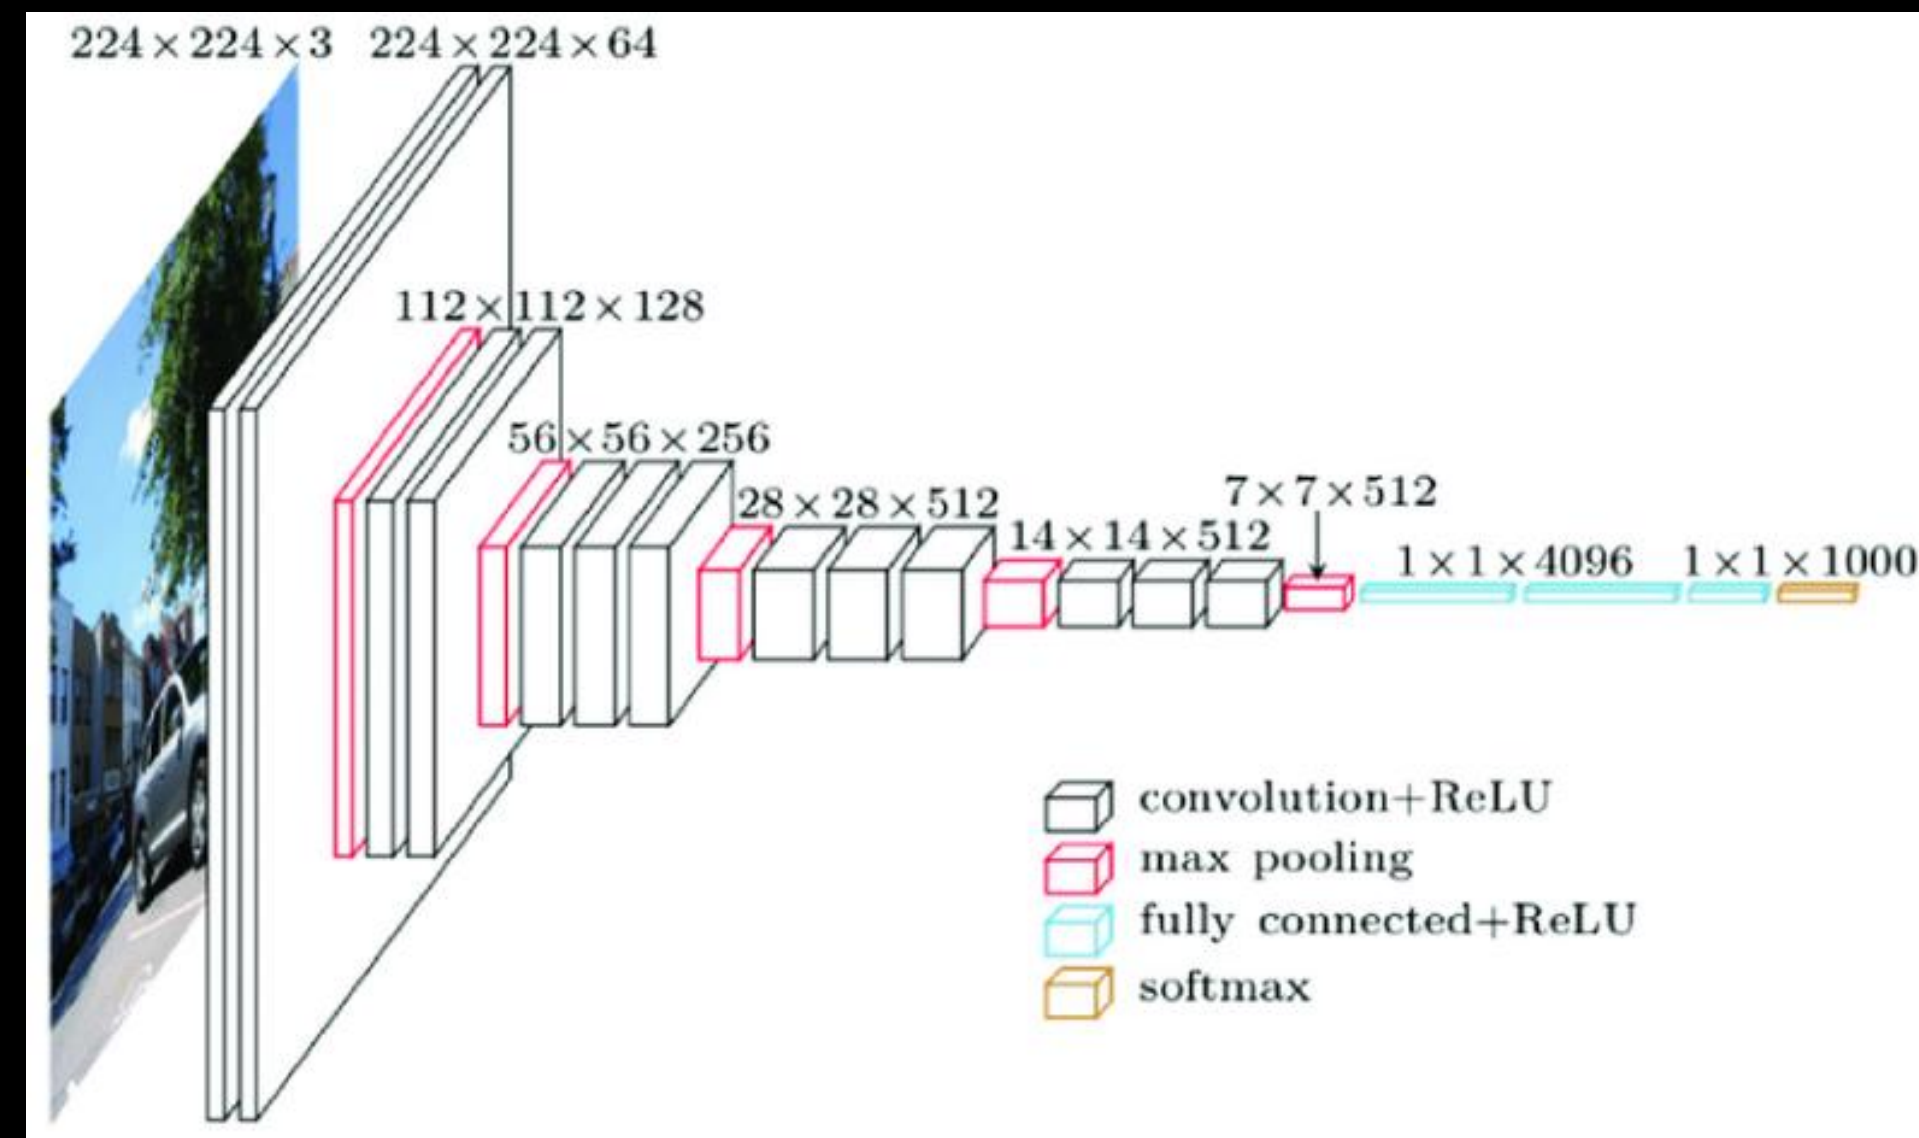 224×224×3 224×224×64
112×112×128
56×56×256
28×28×512
14×14×512
7×7×512
1×1×4096 1×1×1000
convolution+ReLU
max pooling
fully connected+ReLU
softmax